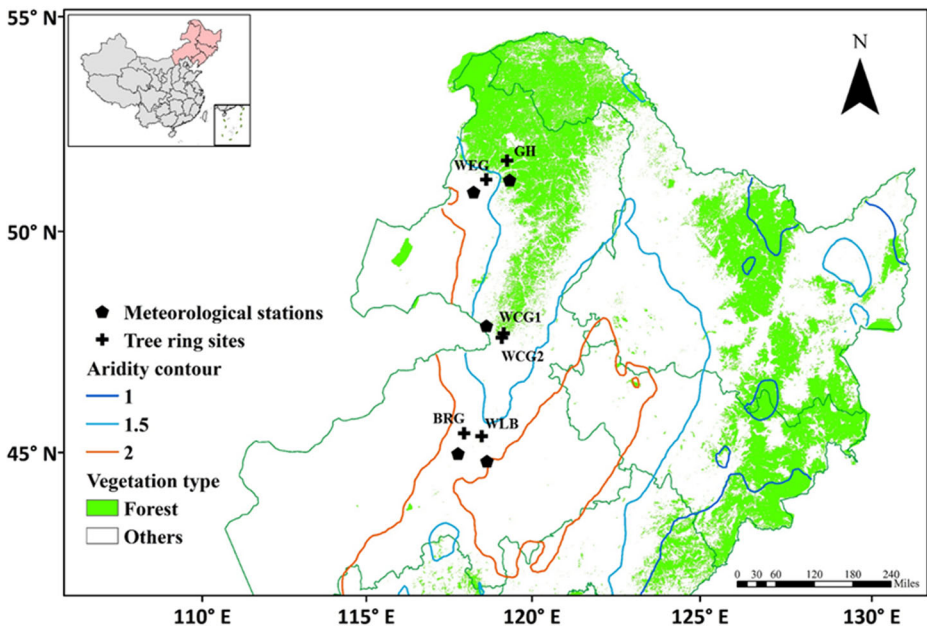 55°
N
GH
WEG
50°
WCG1
Meteorological stations
Tree ring sites
WCG2
Aridity contour
1
1.5
BRG
WLB
2
45°
Vegetation type
Forest
Others
0 30 60 120 180 240
Miles
110° E
115° E
120° E
125° E
130° E